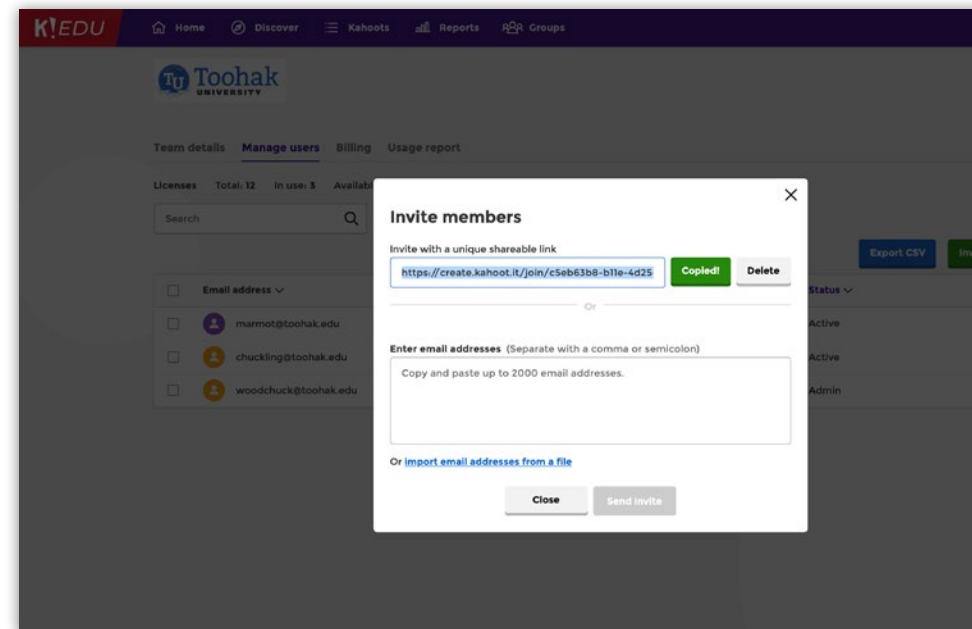 K!EDU Home Discover Kahoots Reports Groups
TU Toohak
UNIVERSITY
Team details Manage users Billing Usage report
Licenses Total: 12 In use: 3
Search
Invite members
Invite with a unique shareable link
https://create.kahoot.it/join/c5eb63b8-b11e-4d25 Copied! Delete
Or
Export CSV
Email address Status
marmot@toohak.edu Active
chuckling@toohak.edu Active
woodchuck@toohak.edu Admin
Enter email addresses (Separate with a comma or semicolon)
Copy and paste up to 2000 email addresses.
Or import email addresses from a file
Close Send invite